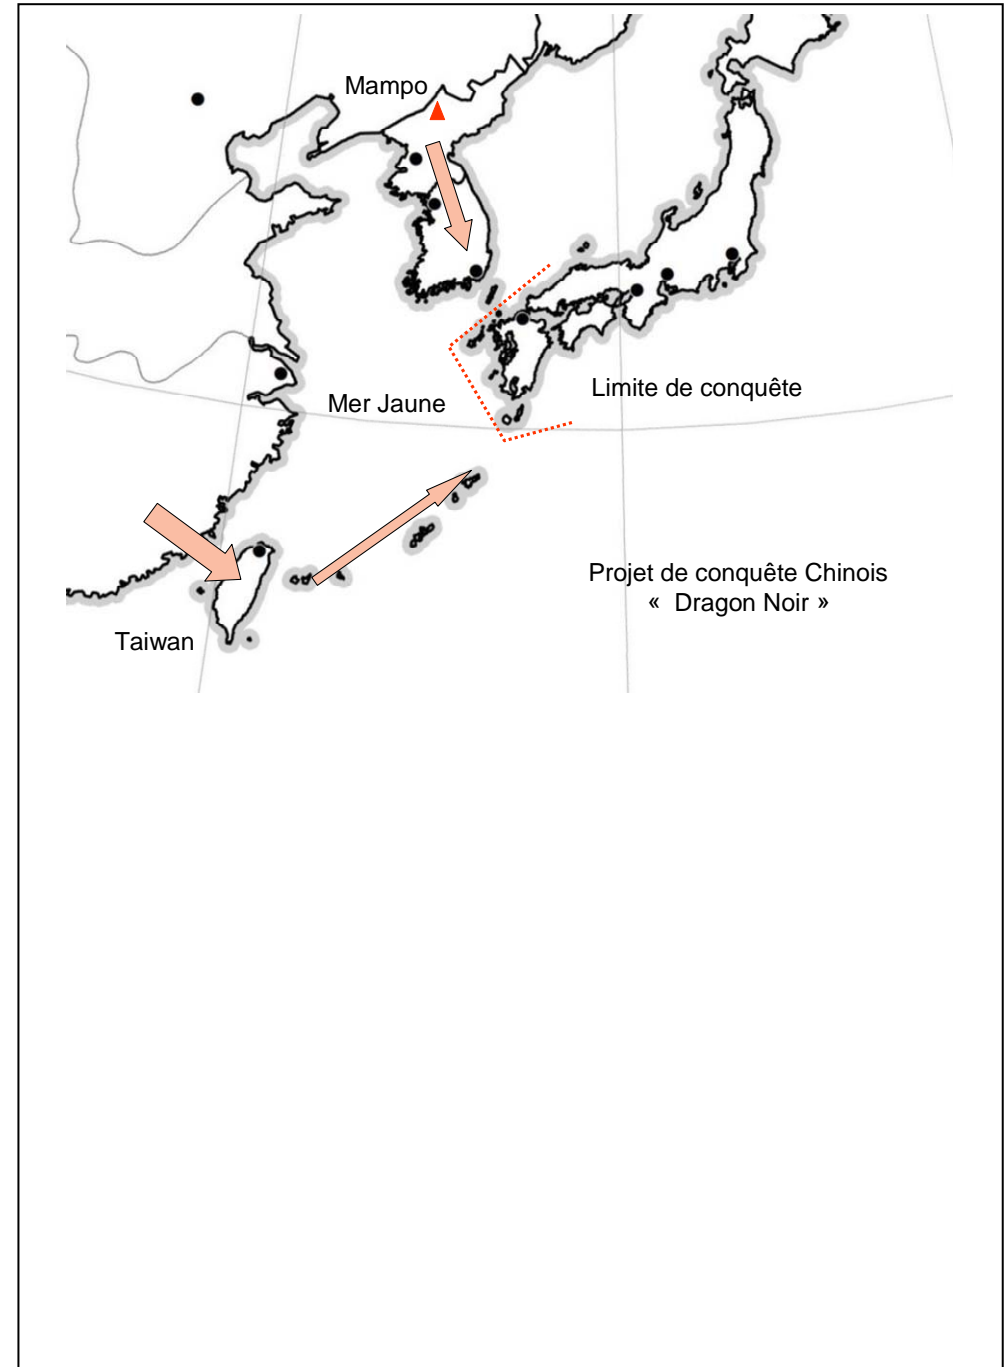 Mampo
Limite de conquête
Mer Jaune
Projet de conquête Chinois
«  Dragon Noir »
Taiwan